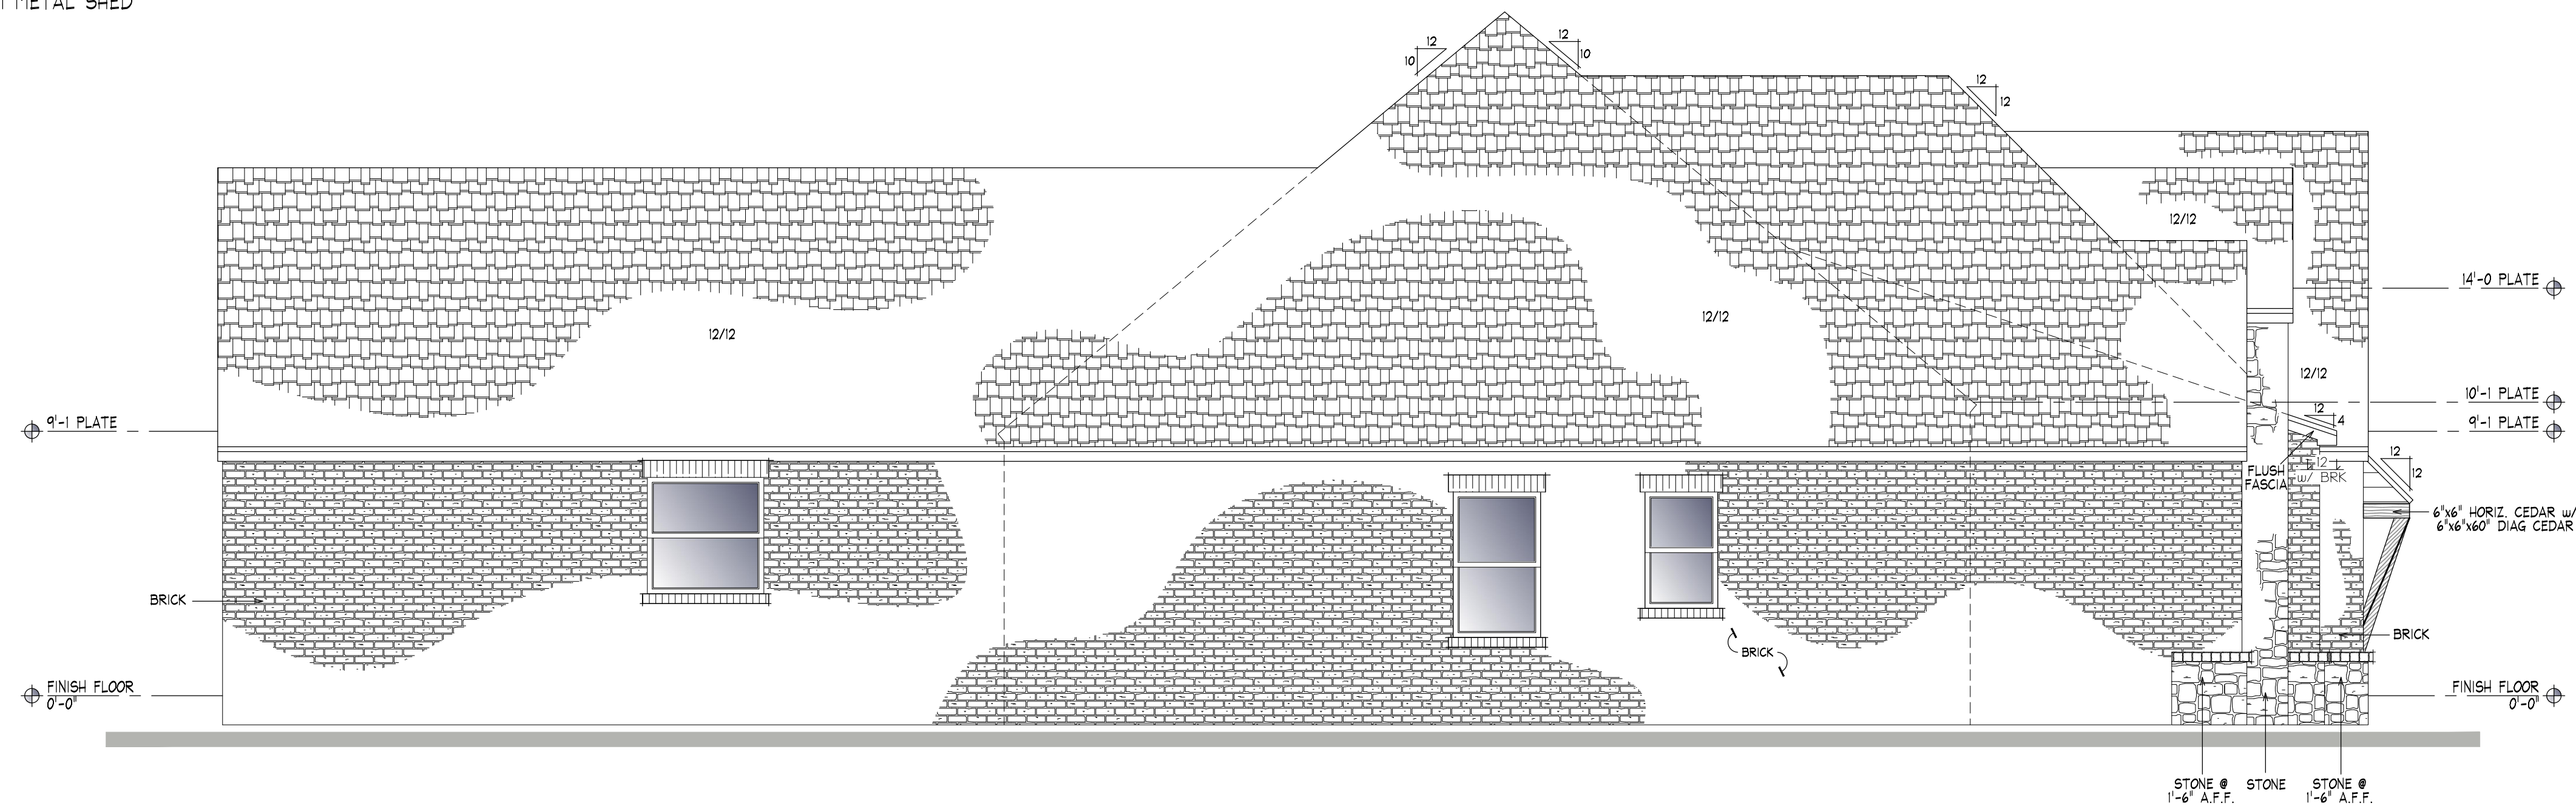 METAL SHED
12
10
12
10
12
12
12/12
12/12
12/12
12/12
14'-0 PLATE
10'-1 PLATE
9'-1 PLATE
9'-1 PLATE
12
4
FLUSH
FASCIA
12
w/ BRK
12
12
6"x6" HORIZ. CEDAR w/
6"x6"x60" DIAG CEDAR
BRICK
BRICK
BRICK
FINISH FLOOR
0'-0"
FINISH FLOOR
0'-0"
STONE @
1'-6" A.F.F.
STONE
STONE @
1'-6" A.F.F.